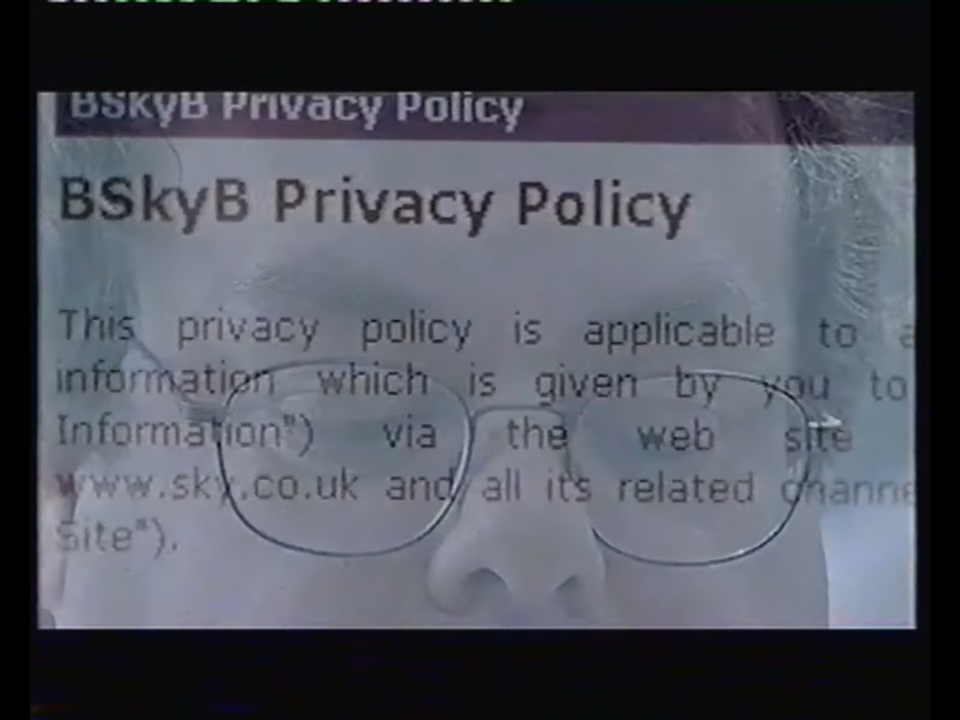 BSkyB Privacy Policy
BSkyB Privacy Policy
This privacy policy is applicable to a
information which is given by you to
Information") via the web site
www.sky.co.uk and all its related channe
Site").